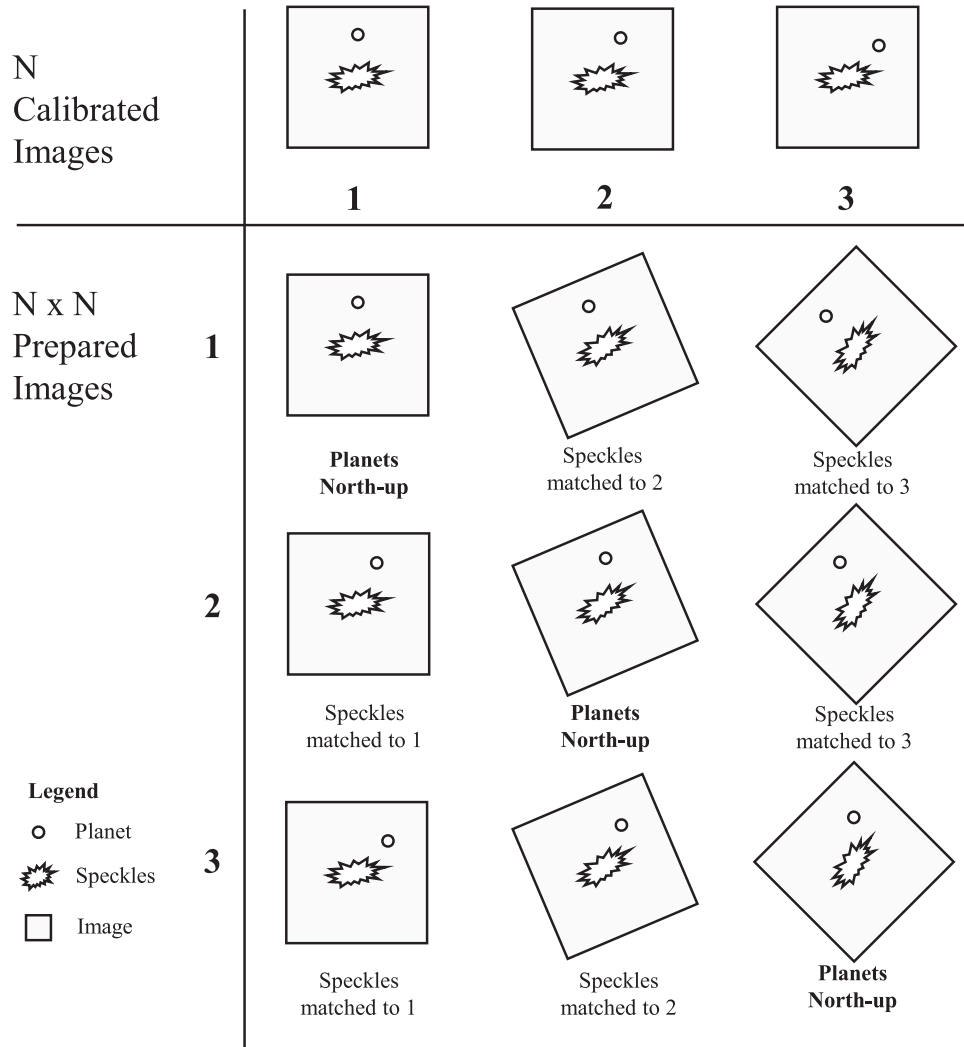 N
Calibrated
Images
1
2
3
N x N
Prepared
Images
1
Planets
North-up
Speckles
matched to 2
Speckles
matched to 3
2
Speckles
matched to 1
Planets
North-up
Speckles
matched to 3
Legend
Planet
Speckles
Image
3
Speckles
matched to 1
Speckles
matched to 2
Planets
North-up